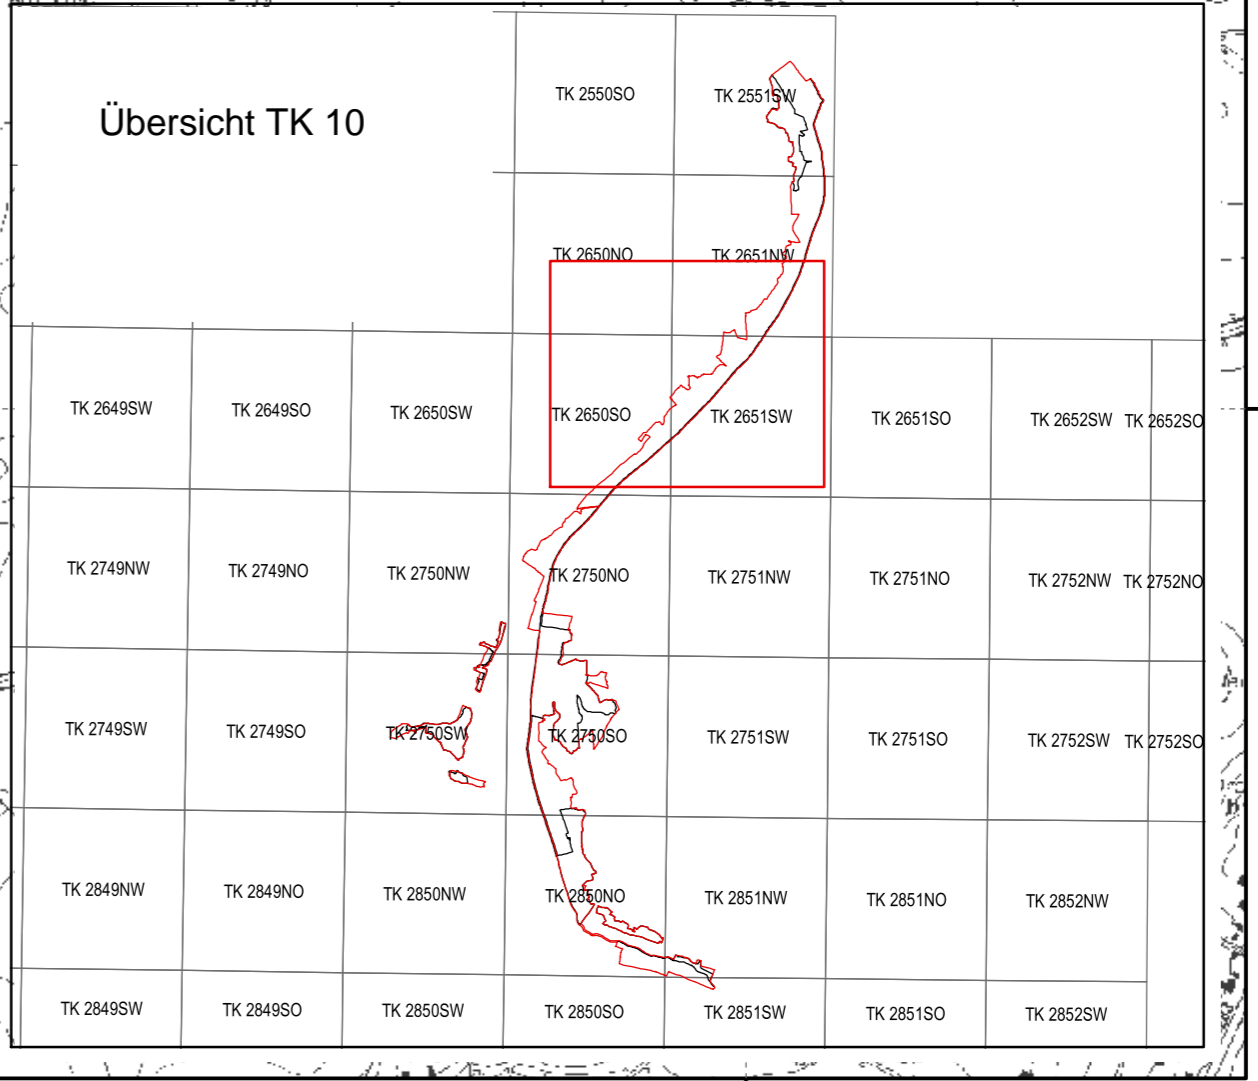 Übersicht TK 10
TK 2550SO
TK 2551SW
TK 2650NO
TK 2651NW
TK 2649SW
TK 2649SO
TK 2650SW
TK 2650SO
TK 2651SW
TK 2651SO
TK 2652SW
TK 2652SO
TK 2749NW
TK 2749NO
TK 2750NW
TK 2750NO
TK 2751NW
TK 2751NO
TK 2752NW
TK 2752NO
TK 2749SW
TK 2749SO
TK 2750SW
TK 2750SO
TK 2751SW
TK 2751SO
TK 2752SW
TK 2752SO
TK 2849NW
TK 2849NO
TK 2850NW
TK 2850NO
TK 2851NW
TK 2851NO
TK 2852NW
TK 2849SW
TK 2849SO
TK 2850SW
TK 2850SO
TK 2851SW
TK 2851SO
TK 2852SW